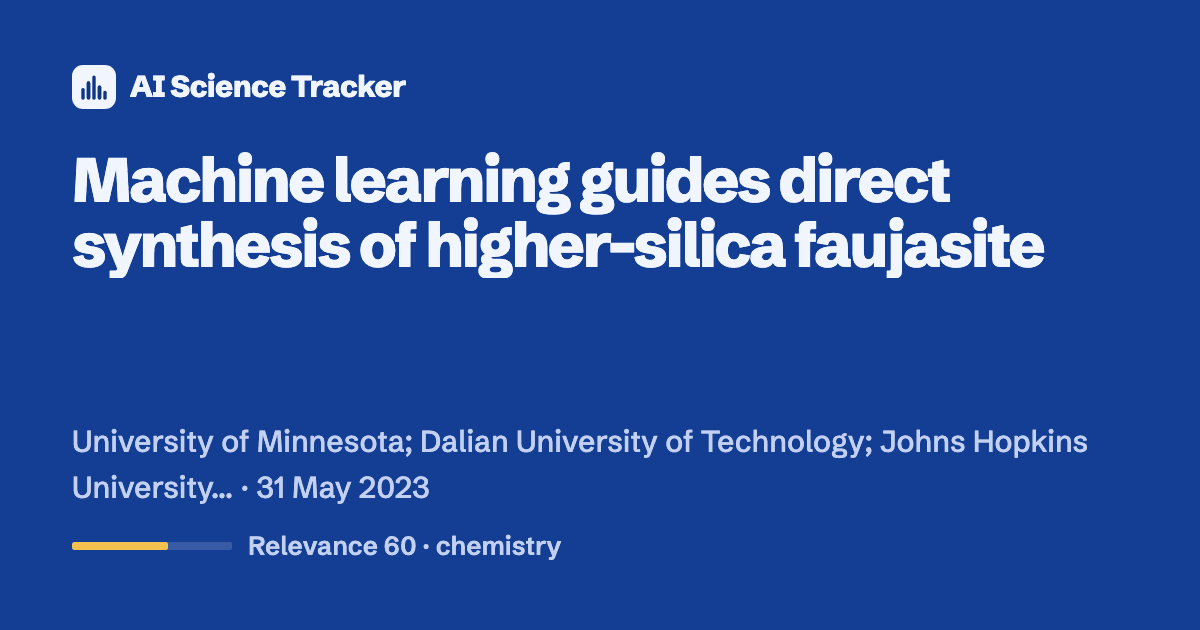 AI Science Tracker
Machine learning guides direct
synthesis of higher-silica faujasite
University of Minnesota; Dalian University of Technology; Johns Hopkins
University... · 31 May 2023
Relevance 60 · chemistry